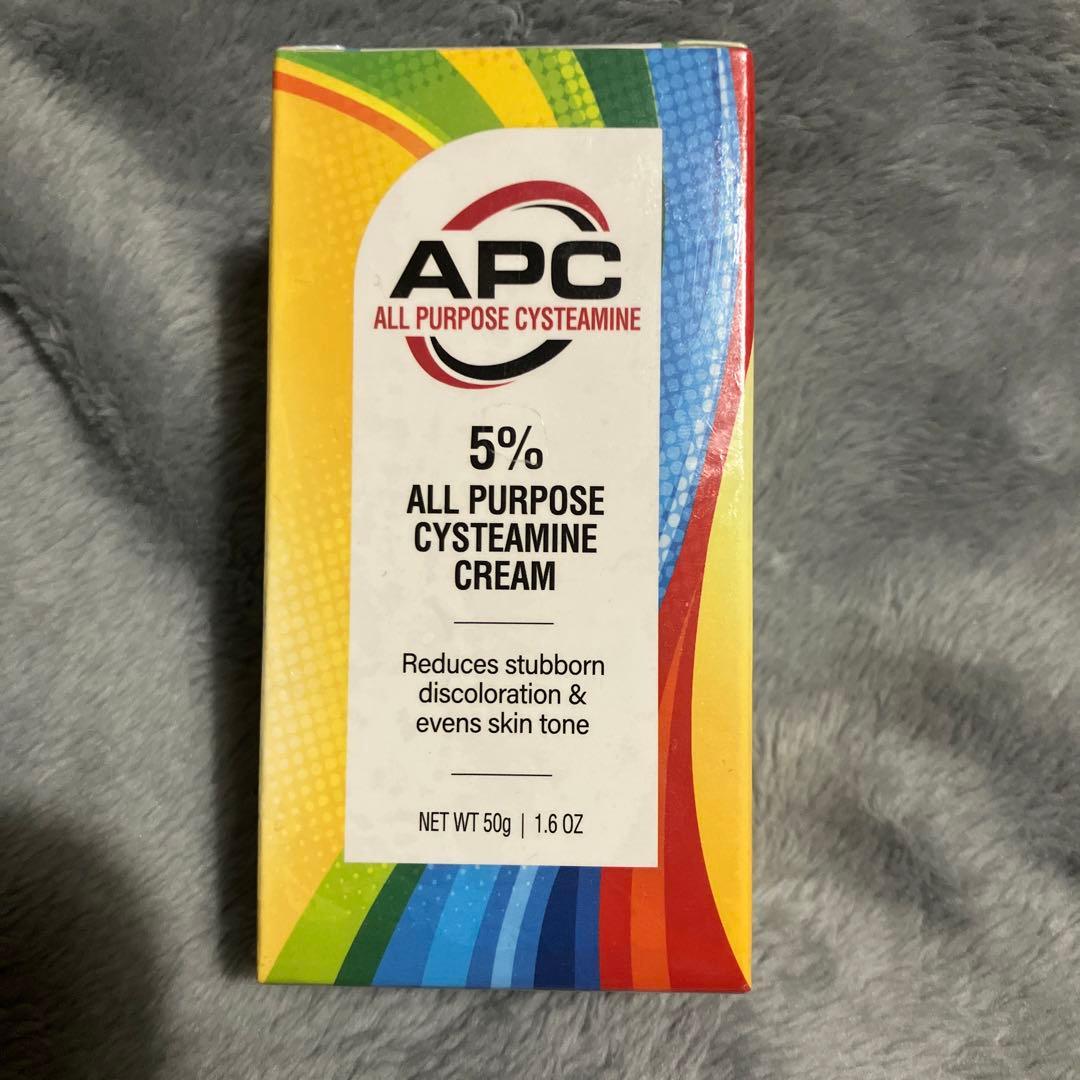 APC
ALL PURPOSE CYSTEAMINE
5%
ALL PURPOSE
CYSTEAMINE
CREAM
Reduces stubborn
discoloration &
evens skin tone
NET WT 50g | 1.6 OZ